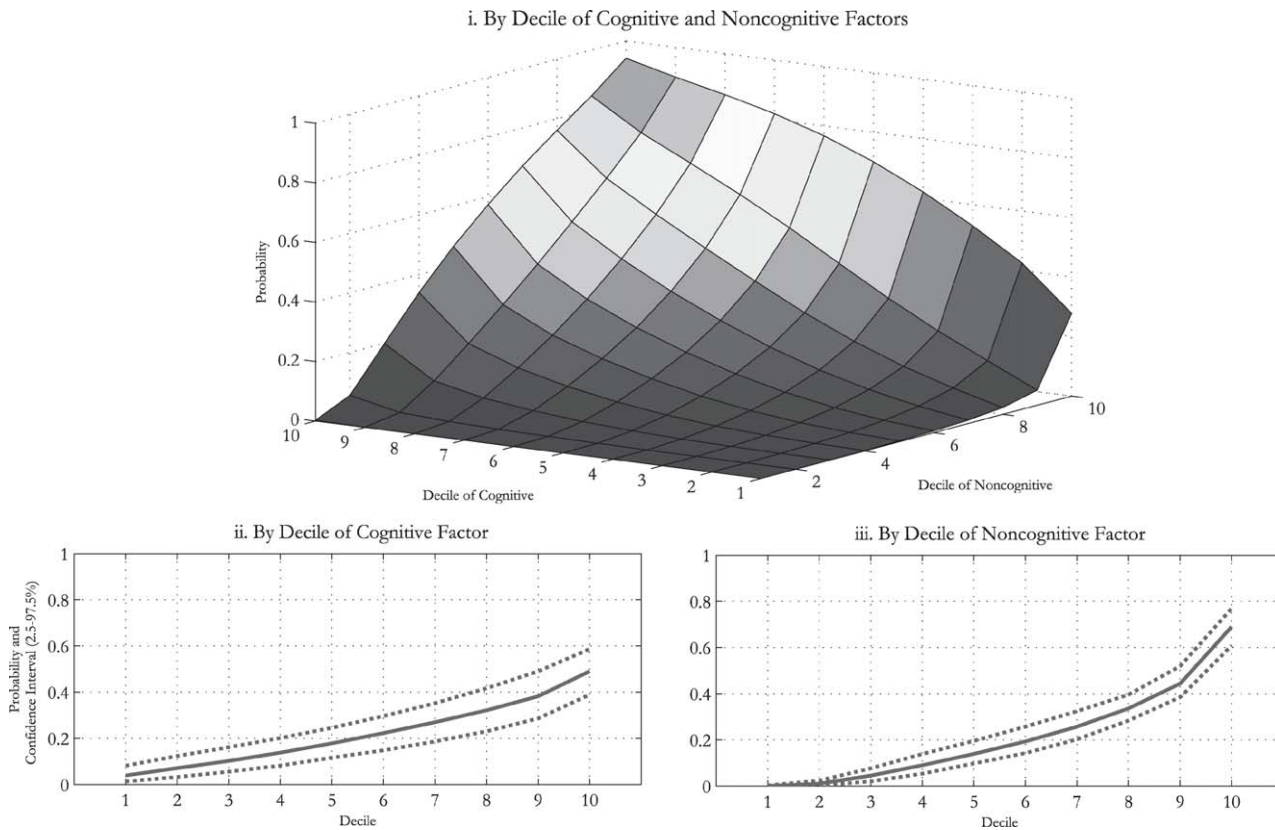 i. By Decile of Cognitive and Noncognitive Factors
1
0.8
0.6
0.4
0.2
0
Probability
10
9
8
7
6
5
4
3
2
1
Decile of Cognitive
2
4
6
8
10
Decile of Noncognitive
ii. By Decile of Cognitive Factor
Probability and
Confidence Interval (2.5-97.5%)
1
0.8
0.6
0.4
0.2
0
1 2 3 4 5 6 7 8 9 10
Decile
iii. By Decile of Noncognitive Factor
1
0.8
0.6
0.4
0.2
0
1 2 3 4 5 6 7 8 9 10
Decile